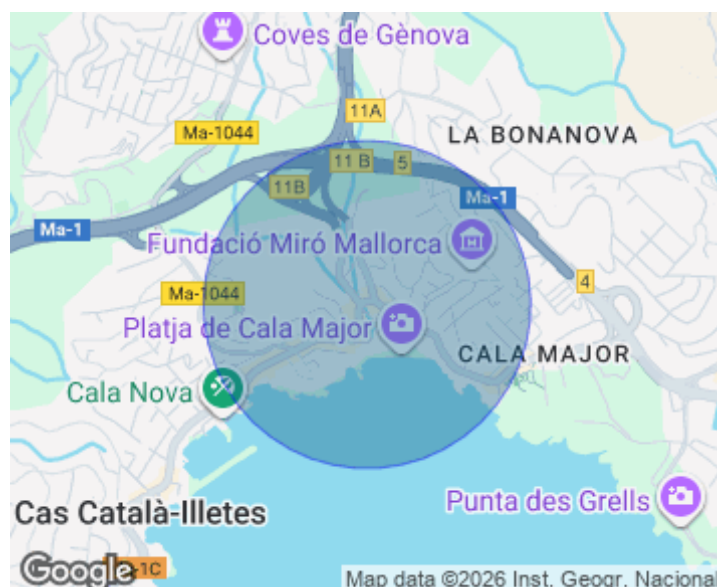 Coves de Gènova
11A
Ma-1044
LA BONANOVA
11 B
5
11B
Ma-1
Ma-1
Fundació Miró Mallorca
4
Ma-1044
Platja de Cala Major
CALA MAJOR
Cala Nova
Punta des Grells
Cas Català-Illetes
Google
-1C
Map data ©2026 Inst. Geogr. Nacional